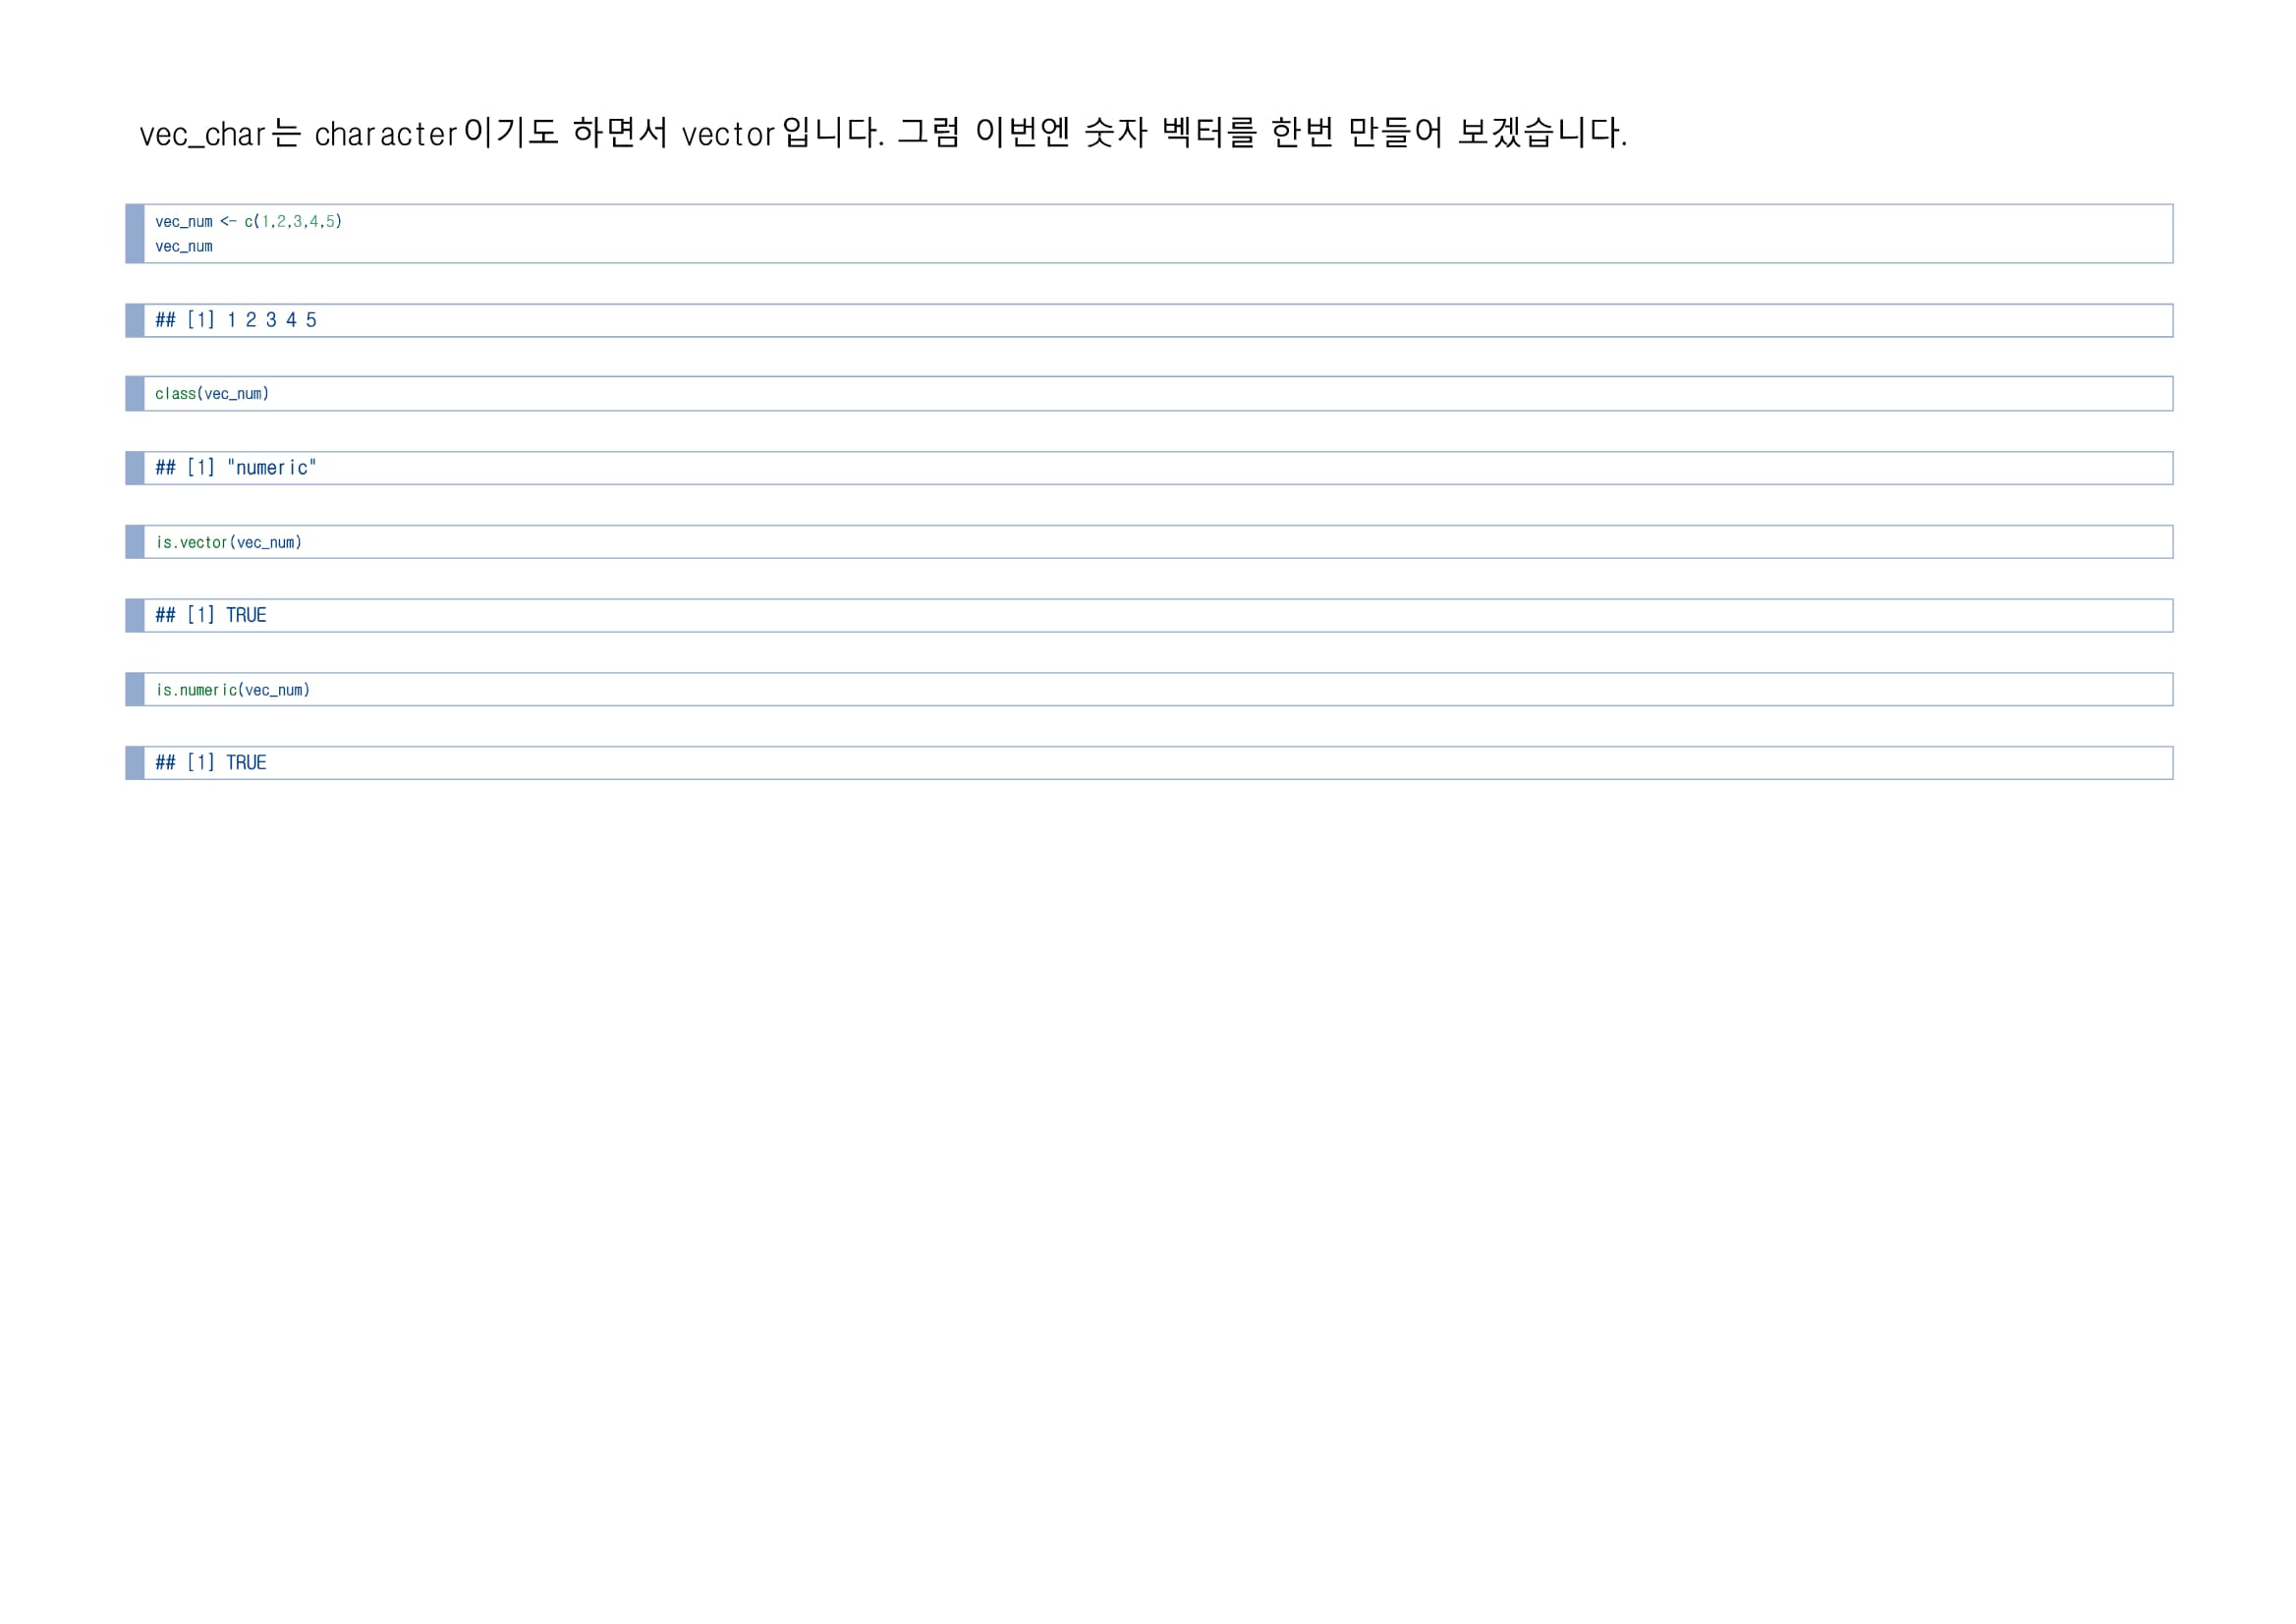 vec_char는 character이기도 하면서 vector입니다. 그럼 이번엔 숫자 벡터를 한번 만들어 보겠습니다.
vec_num <- c(1,2,3,4,5)
vec_num
## [1] 1 2 3 4 5
class(vec_num)
## [1] "numeric"
is.vector(vec_num)
## [1] TRUE
is.numeric(vec_num)
## [1] TRUE